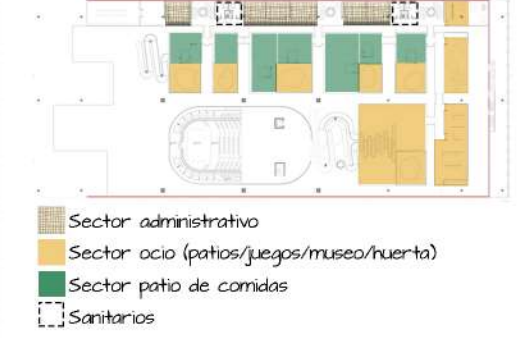 Sector administrativo
Sector ocio (patios/juegos/museo/huerta)
Sector patio de comidas
Sanitarios